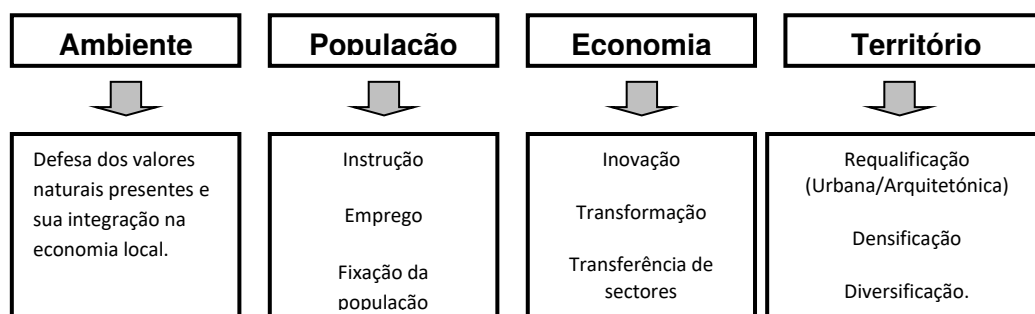 Ambiente
População
Economia
Território
Defesa dos valores
naturais presentes e
sua integração na
economia local.
Instrução
Emprego
Fixação da
população
Inovação
Transformação
Transferência de
sectores
Requalificação
(Urbana/Arquitetónica)
Densificação
Diversificação.